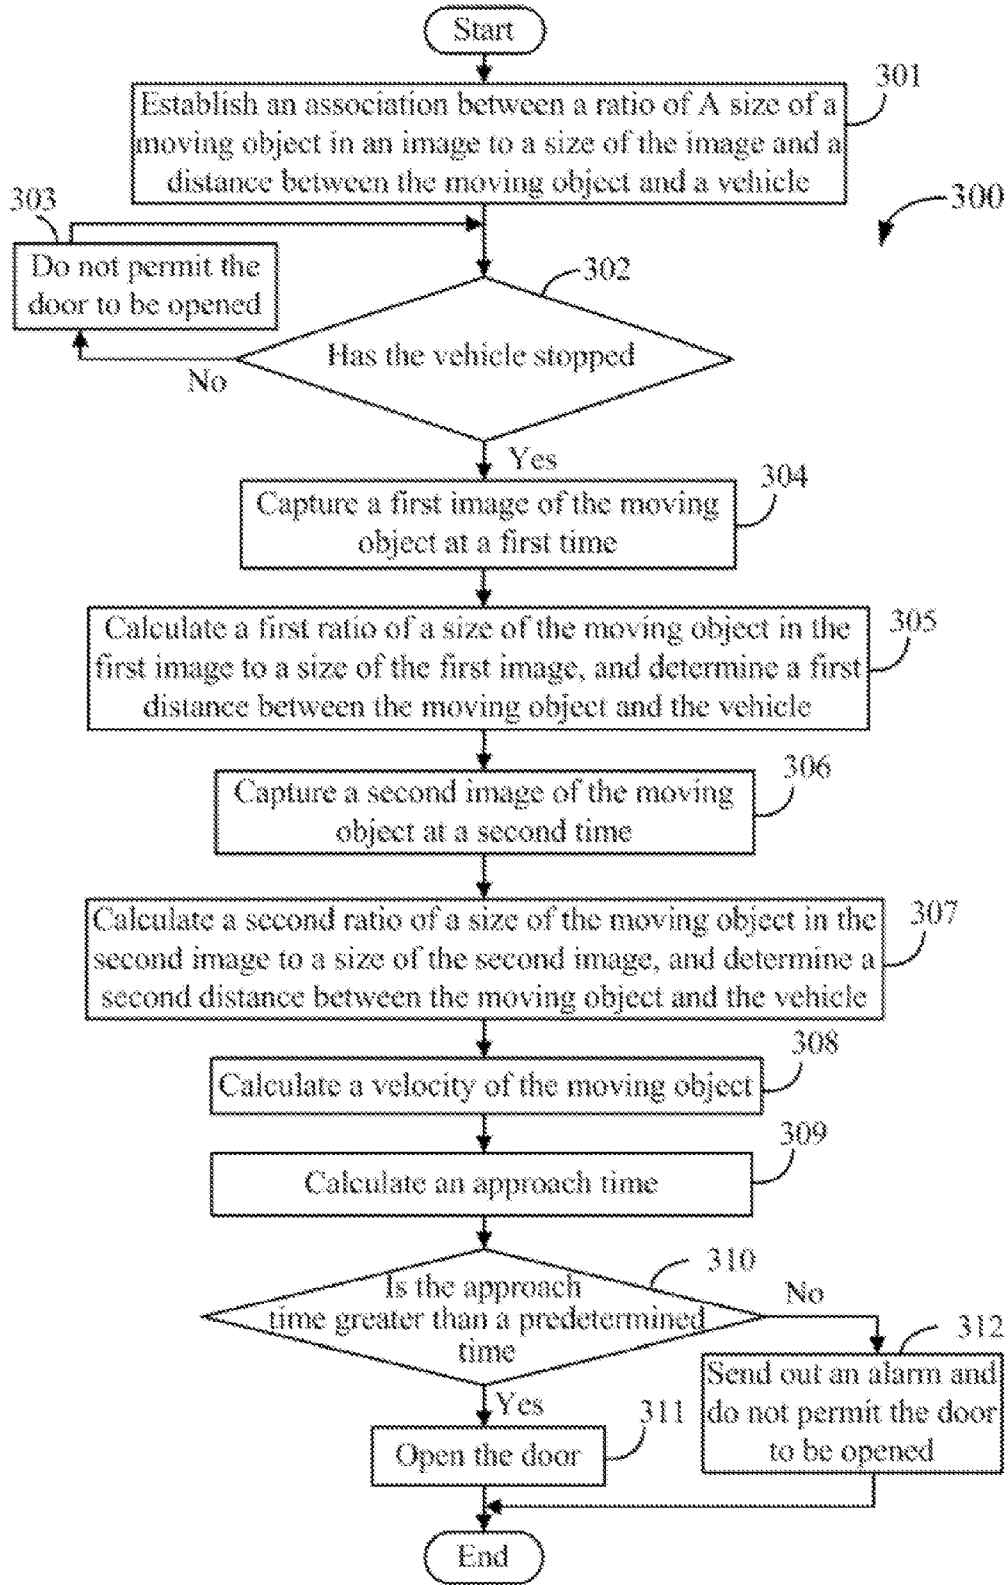 Start
301
Establish an association between a ratio of A size of a
moving object in an image to a size of the image and a
distance between the moving object and a vehicle
303
300
Do not permit the
door to be opened
302
Has the vehicle stopped
No
Yes
304
Capture a first image of the moving
object at a first time
305
Calculate a first ratio of a size of the moving object in the
first image to a size of the first image, and determine a first
distance between the moving object and the vehicle
306
Capture a second image of the moving
object at a second time
307
Calculate a second ratio of a size of the moving object in the
second image to a size of the second image, and determine a
second distance between the moving object and the vehicle
308
Calculate a velocity of the moving object
309
Calculate an approach time
310
Is the approach
time greater than a predetermined
time
No
312
Send out an alarm and
do not permit the door
to be opened
Yes
311
Open the door
End